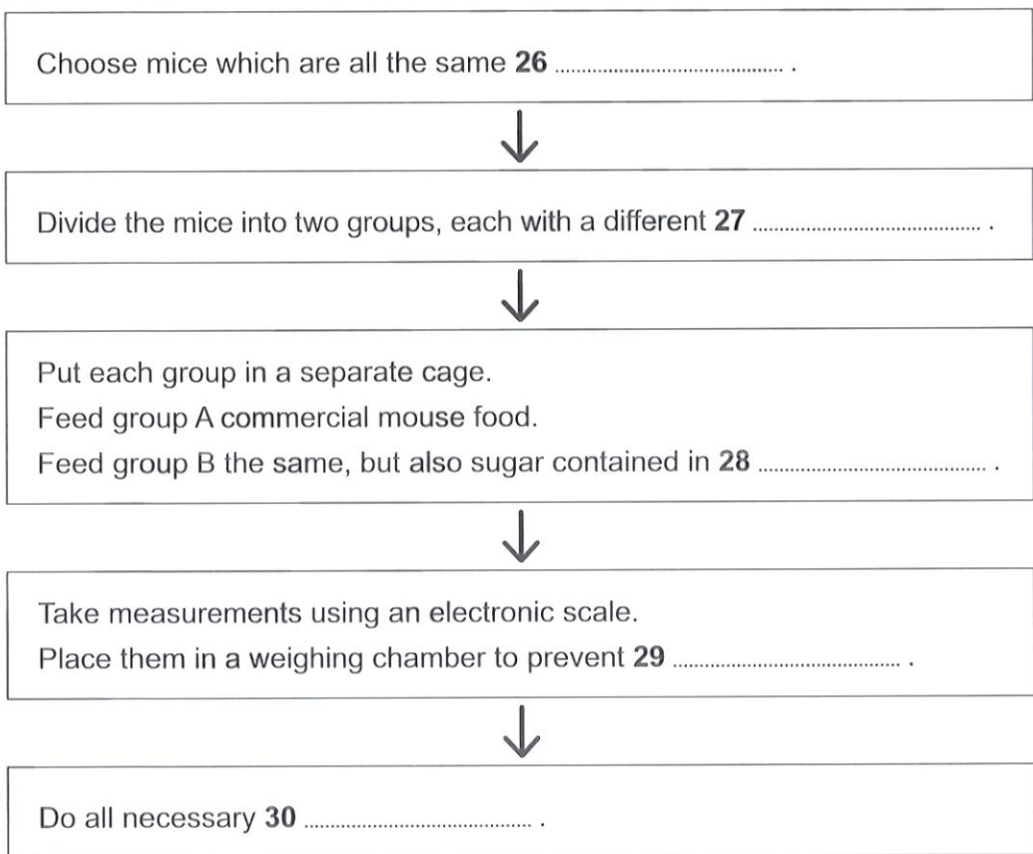 Choose mice which are all the same 26 ........................................... .
Divide the mice into two groups, each with a different 27 ........................................... .
Put each group in a separate cage.
Feed group A commercial mouse food.
Feed group B the same, but also sugar contained in 28 ........................................... .
Take measurements using an electronic scale.
Place them in a weighing chamber to prevent 29 ........................................... .
Do all necessary 30 ........................................... .